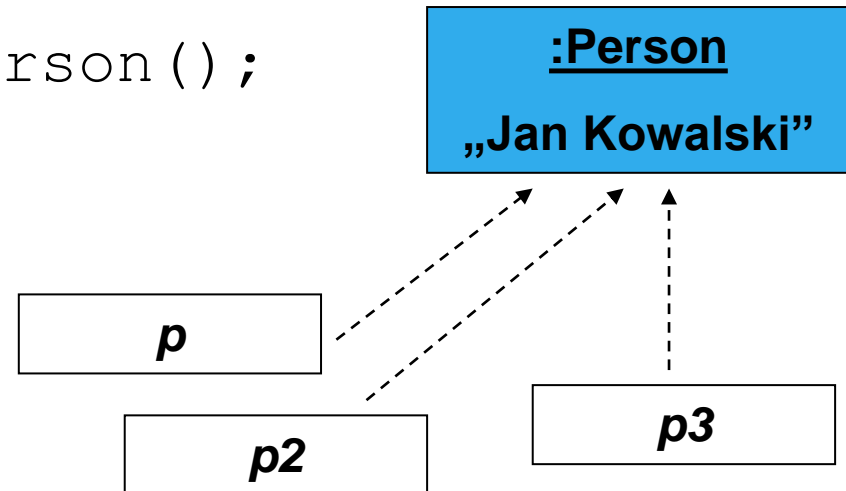 rson();
:Person
„Jan Kowalski”
p
p2
p3